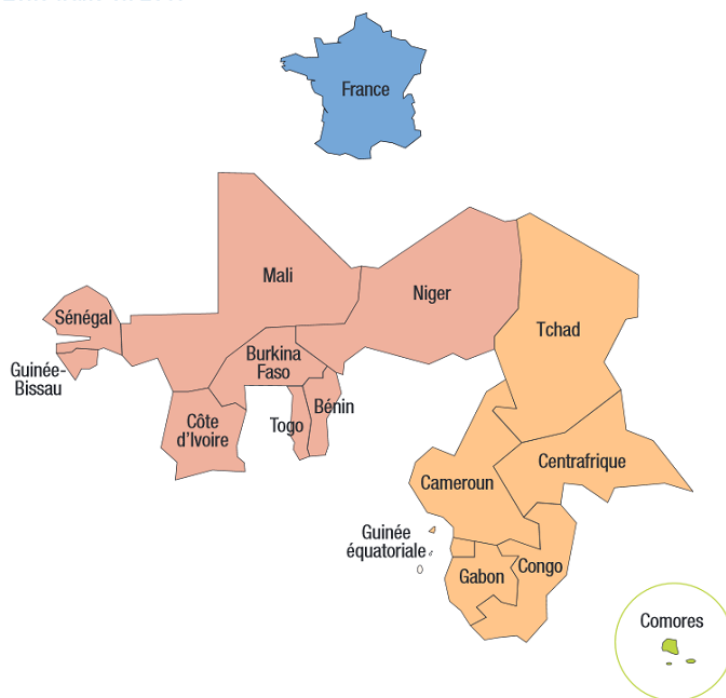 France
Mali
Niger
Sénégal
Tchad
Guinée-
Bissau
Burkina
Faso
Côte
d'Ivoire
Togo
Bénin
Cameroun
Centrafrique
Guinée
équatoriale
Gabon
Congo
Comores